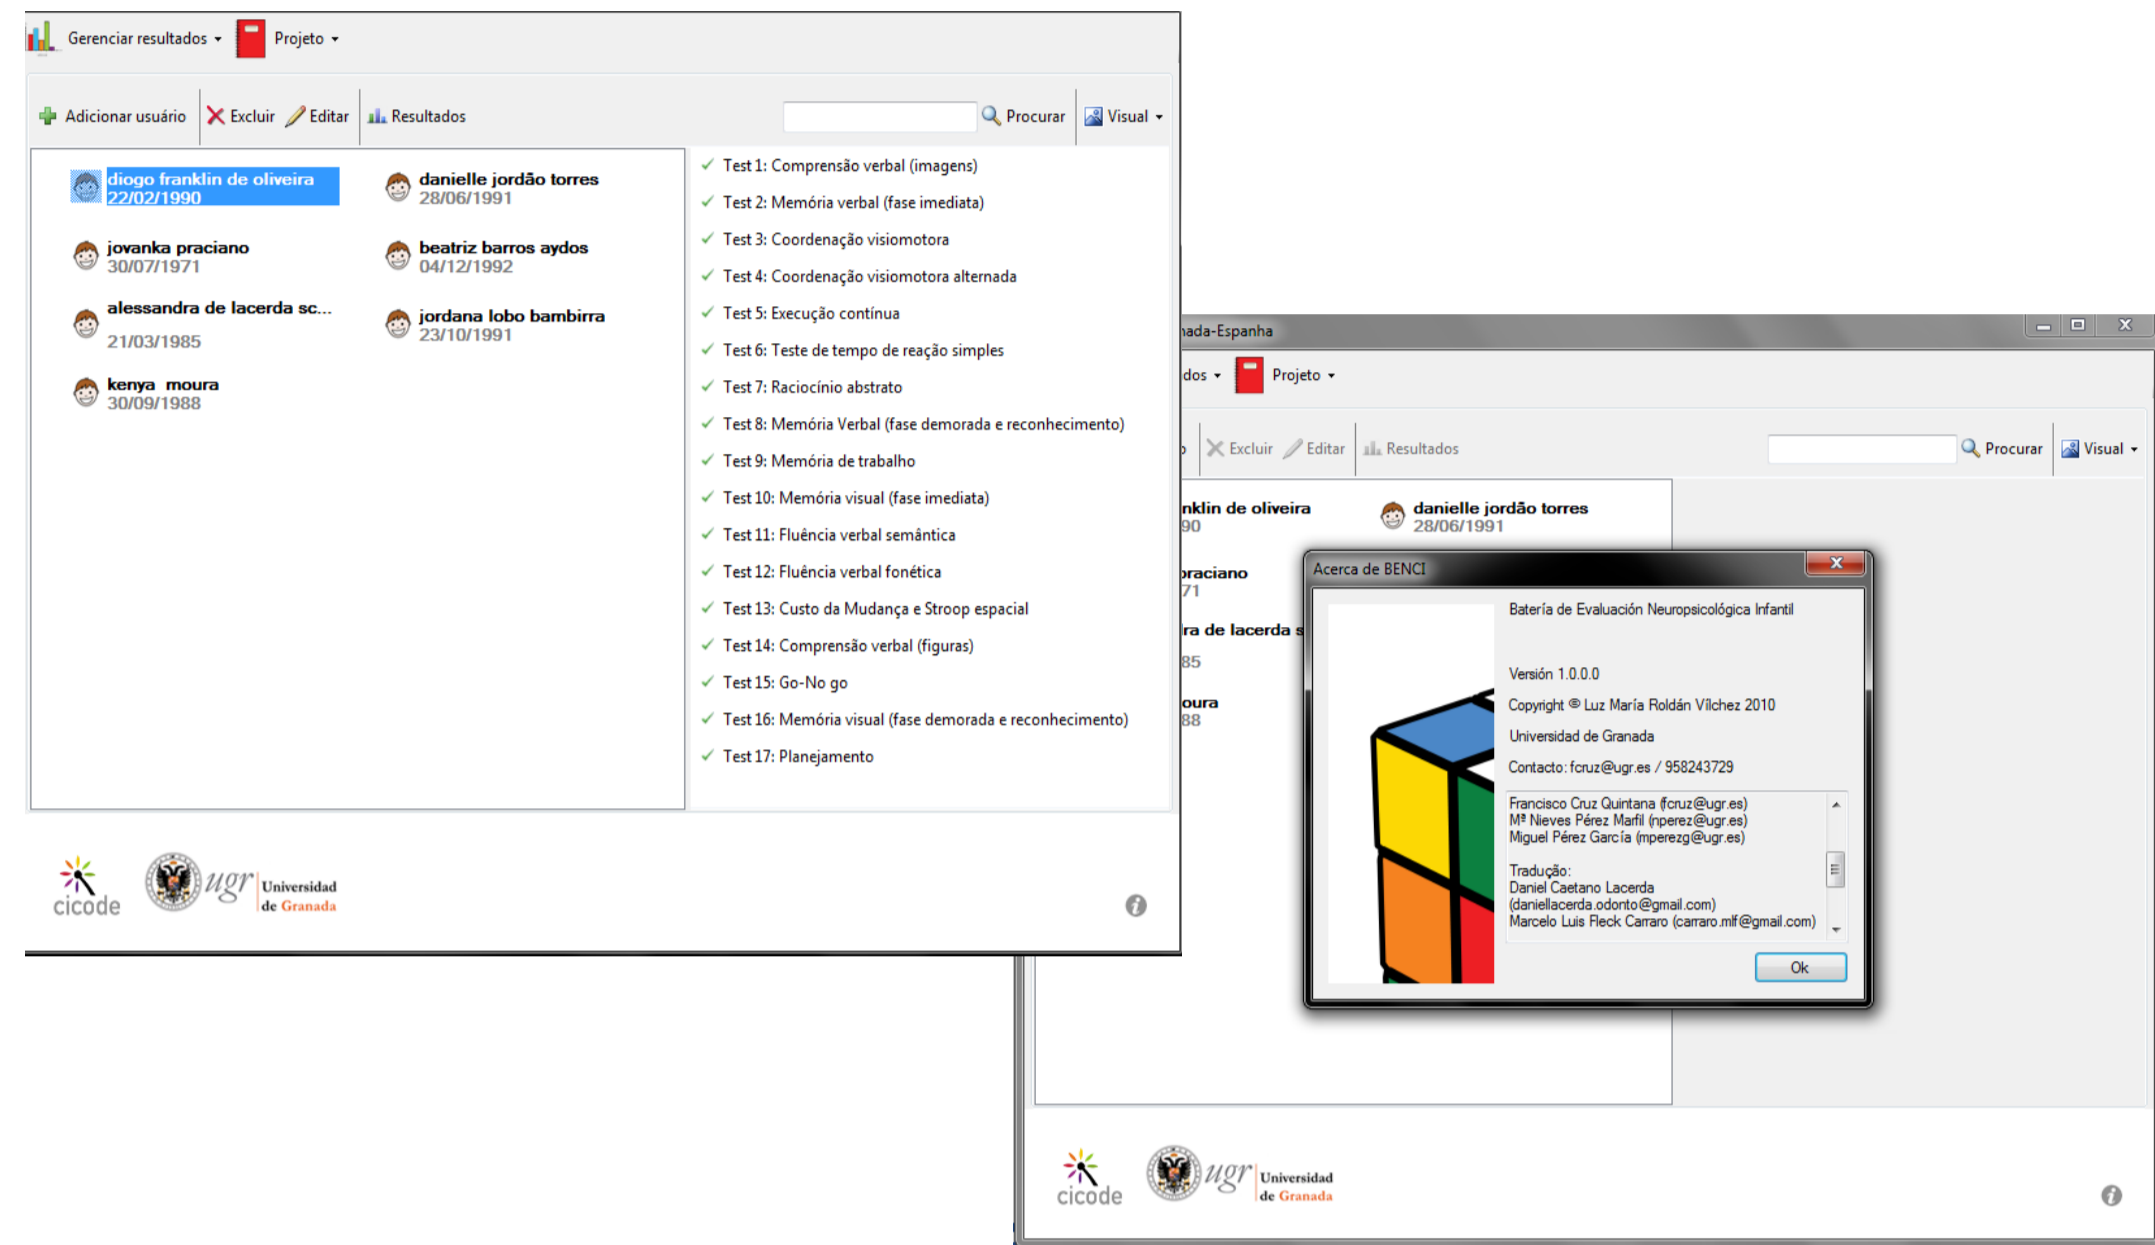 Gerenciar resultados
Projeto
Adicionar usuário
Excluir
Editar
Resultados
Procurar
Visual
diogo franklin de oliveira
22/02/1990
danielle jordão torres
28/06/1991
jovanka praciano
30/07/1971
beatriz barros aydos
04/12/1992
alessandra de lacerda sc...
21/03/1985
jordana lobo bambirra
23/10/1991
kenya moura
30/09/1988
Test 1: Comprensão verbal (imagens)
Test 2: Memória verbal (fase imediata)
Test 3: Coordenação visiomotora
Test 4: Coordenação visiomotora alternada
Test 5: Execução contínua
Test 6: Teste de tempo de reação simples
Test 7: Raciocínio abstrato
Test 8: Memória Verbal (fase demorada e reconhecimento)
Test 9: Memória de trabalho
Test 10: Memória visual (fase imediata)
Test 11: Fluência verbal semântica
Test 12: Fluência verbal fonética
Test 13: Custo da Mudança e Stroop espacial
Test 14: Comprensão verbal (figuras)
Test 15: Go-No go
Test 16: Memória visual (fase demorada e reconhecimento)
Test 17: Planejamento
cicode
ugr Universidad
de Granada
nada-Espanha
dos
Projeto
o
Excluir
Editar
Resultados
Procurar
Visual
nklin de oliveira
90
danielle jordão torres
28/06/1991
praciano
71
ra de lacerda s
85
oura
88
Acerca de BENCI
Batería de Evaluación Neuropsicológica Infantil
Versión 1.0.0.0
Copyright © Luz María Roldán Vílchez 2010
Universidad de Granada
Contacto: fcruz@ugr.es / 958243729
Francisco Cruz Quintana (fcruz@ugr.es)
Mª Nieves Pérez Marfil (nperez@ugr.es)
Miguel Pérez García (mperezg@ugr.es)
Tradução:
Daniel Caetano Lacerda
(daniellacerda.odonto@gmail.com)
Marcelo Luis Fleck Carraro (carraro.mlf@gmail.com)
Ok
cicode
ugr Universidad
de Granada